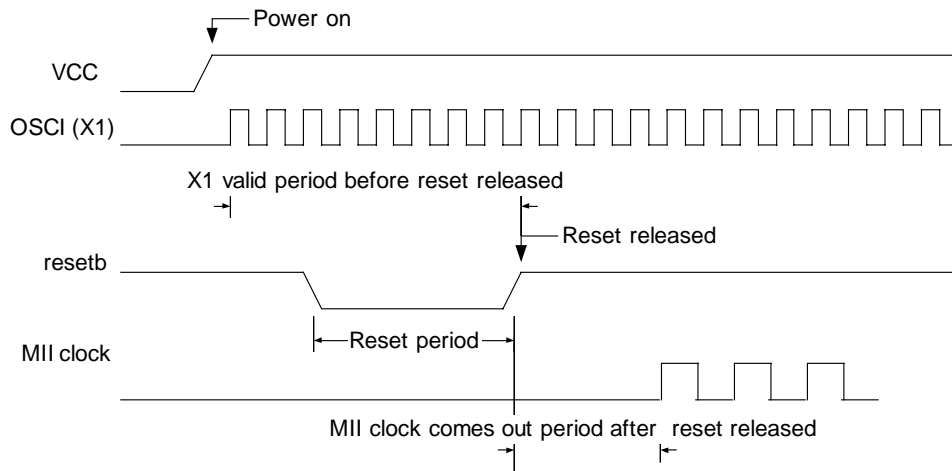 Power on
VCC
OSCI (X1)
X1 valid period before reset released
Reset released
resetb
Reset period
MII clock
MII clock comes out period after reset released